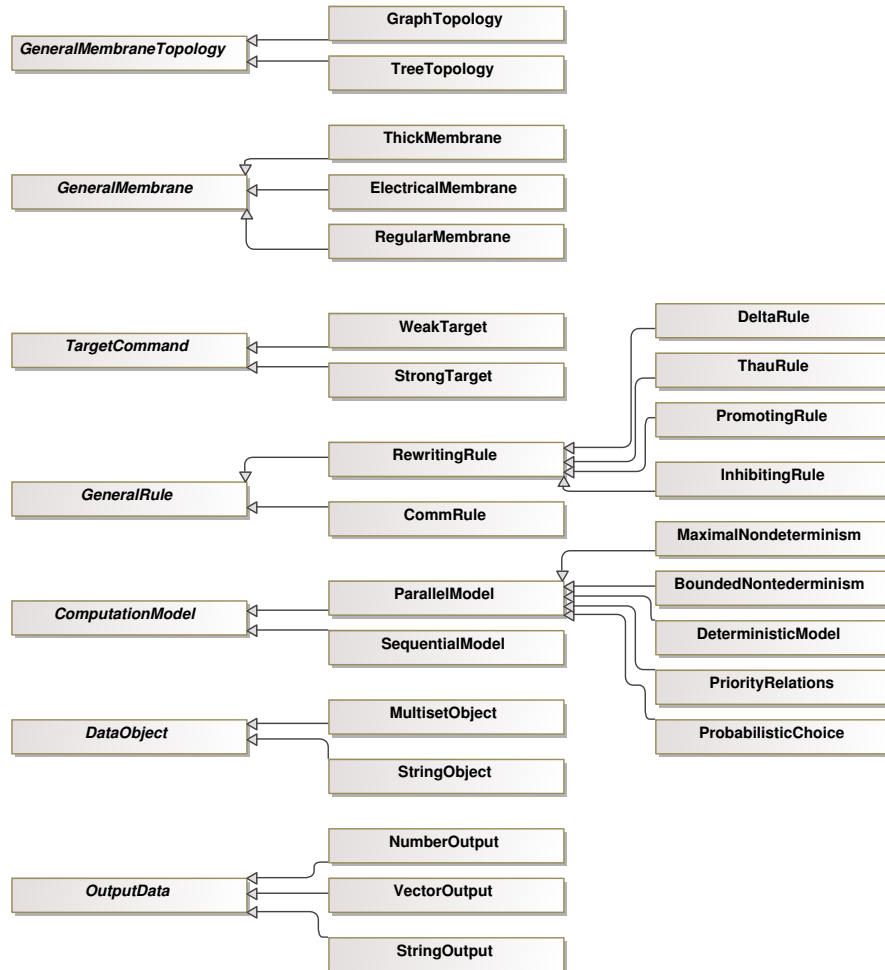 GeneralMembraneTopology
GraphTopology
TreeTopology
GeneralMembrane
ThickMembrane
ElectricalMembrane
RegularMembrane
TargetCommand
WeakTarget
StrongTarget
GeneralRule
RewritingRule
CommRule
DeltaRule
ThauRule
PromotingRule
InhibitingRule
ComputationModel
ParallelModel
SequentialModel
MaximalNondeterminism
BoundedNontederminism
DeterministicModel
PriorityRelations
ProbabilisticChoice
DataObject
MultisetObject
StringObject
OutputData
NumberOutput
VectorOutput
StringOutput